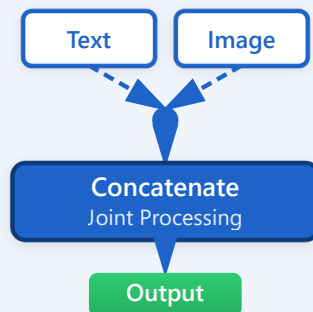 Text
Image
Concatenate
Joint Processing
Output